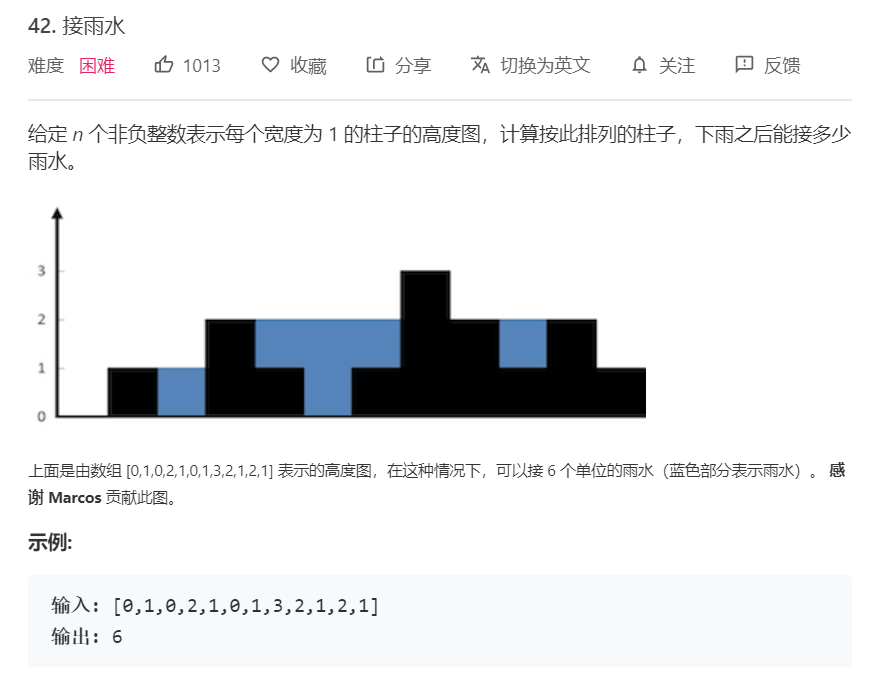 42. 接雨水
难度 困难 1013 收藏 分享 切换为英文 关注 反馈
给定 n 个非负整数表示每个宽度为 1 的柱子的高度图，计算按此排列的柱子，下雨之后能接多少
雨水。
3
2
1
0
上面是由数组 [0,1,0,2,1,0,1,3,2,1,2,1] 表示的高度图，在这种情况下，可以接 6 个单位的雨水（蓝色部分表示雨水）。 感
谢 Marcos 贡献此图。
示例:
输入: [0,1,0,2,1,0,1,3,2,1,2,1]
输出: 6